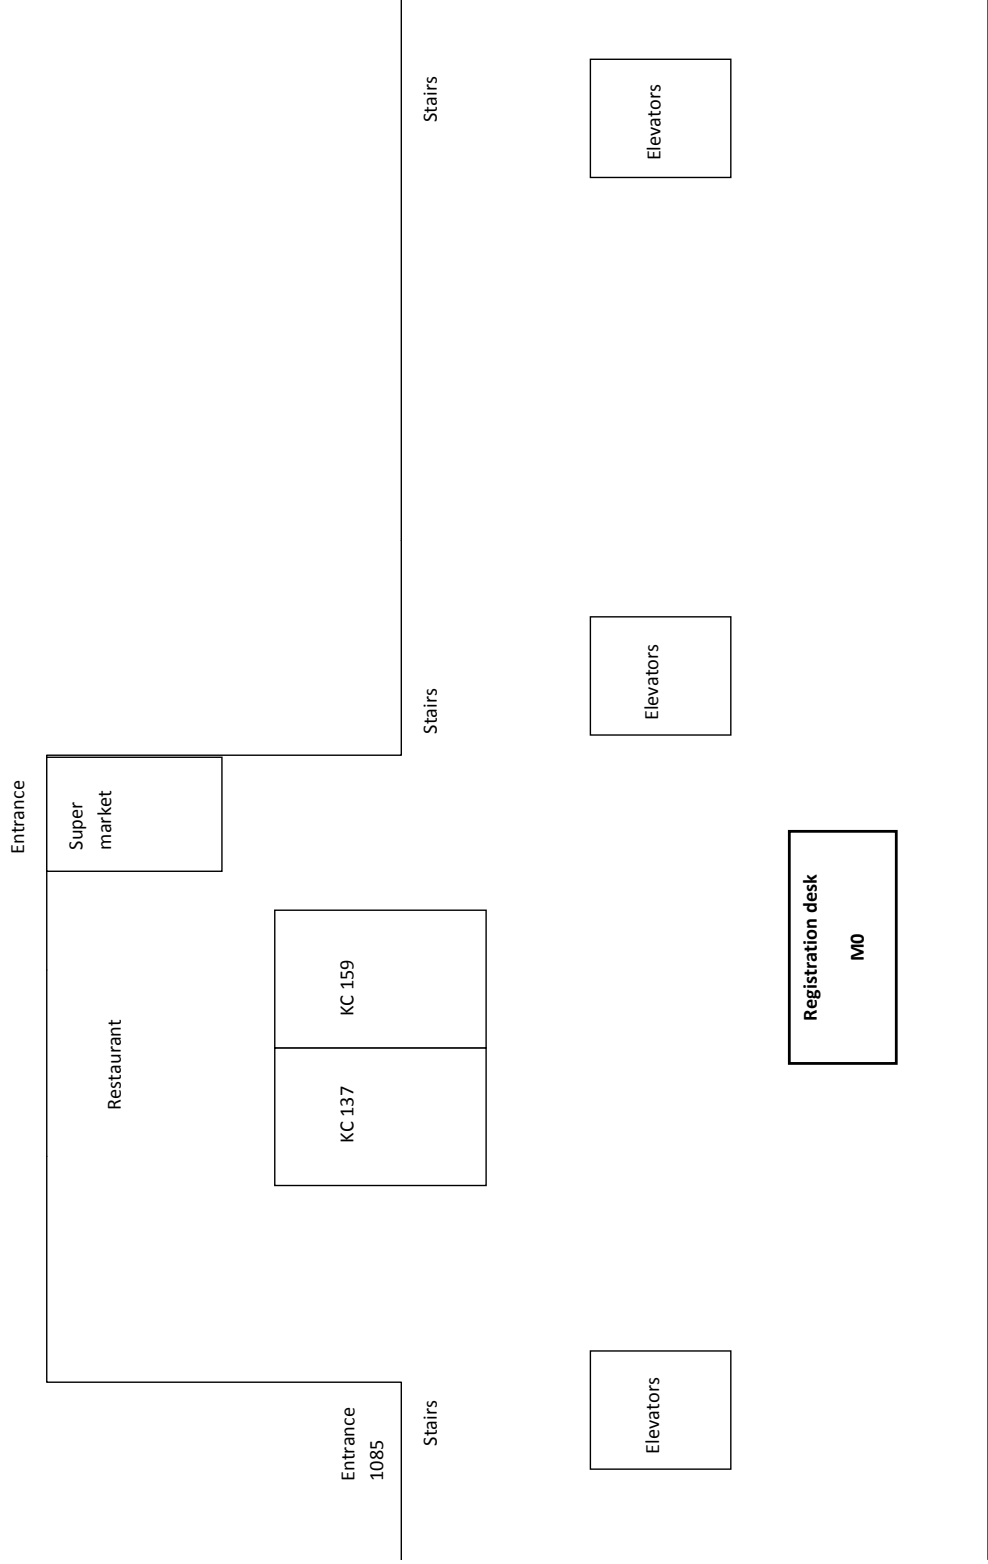 Entrance
Super
market
Restaurant
KC 137
KC 159
Entrance
1085
Stairs
Stairs
Stairs
Elevators
Elevators
Elevators
Registration desk
M0